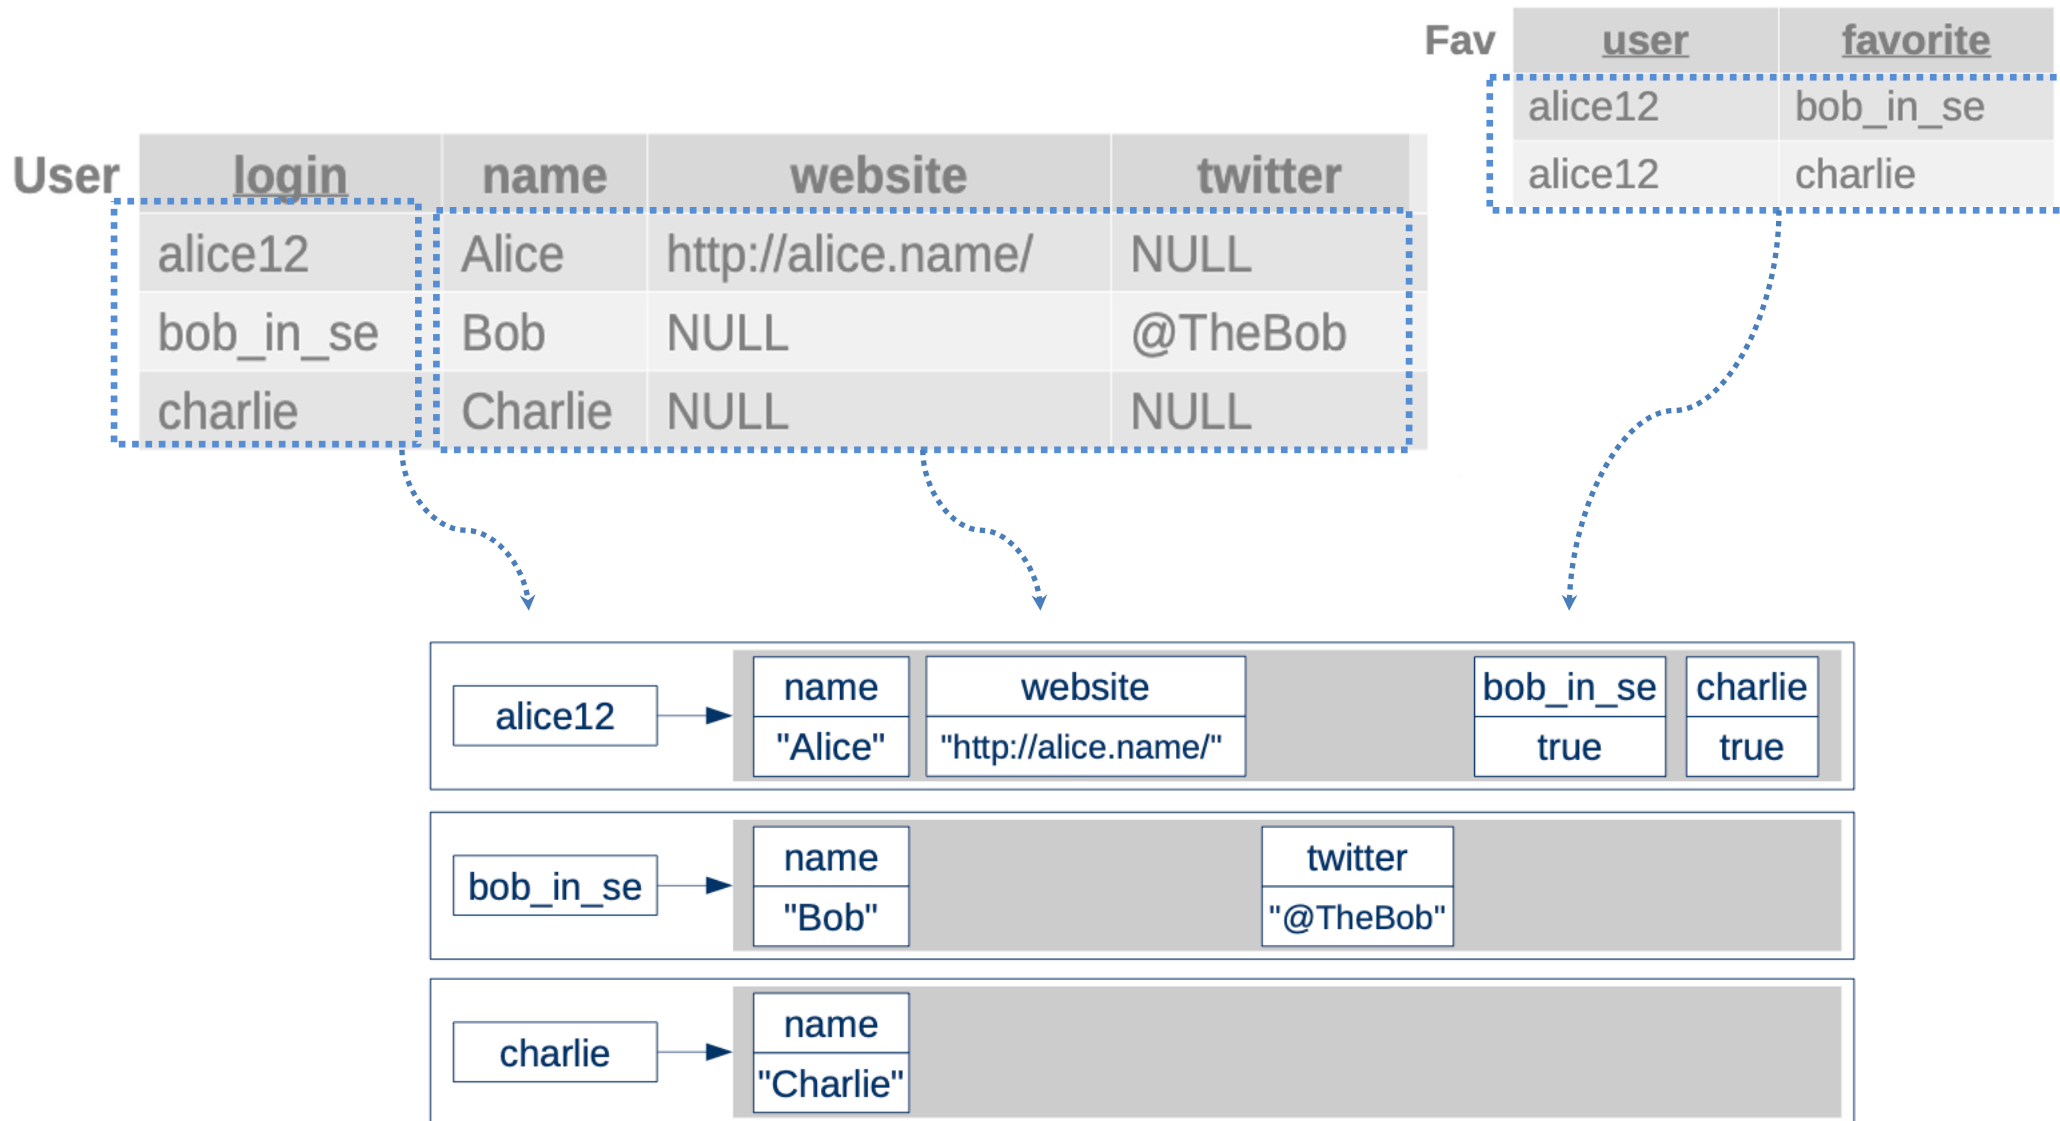 Fav user favorite
alice12 bob_in_se
alice12 charlie
User login name website twitter
alice12 Alice http://alice.name/ NULL
bob_in_se Bob NULL @TheBob
charlie Charlie NULL NULL
name website bob_in_se charlie
alice12
"Alice" "http://alice.name/" true true
name twitter
bob_in_se
"Bob" "@TheBob"
name
charlie
"Charlie"